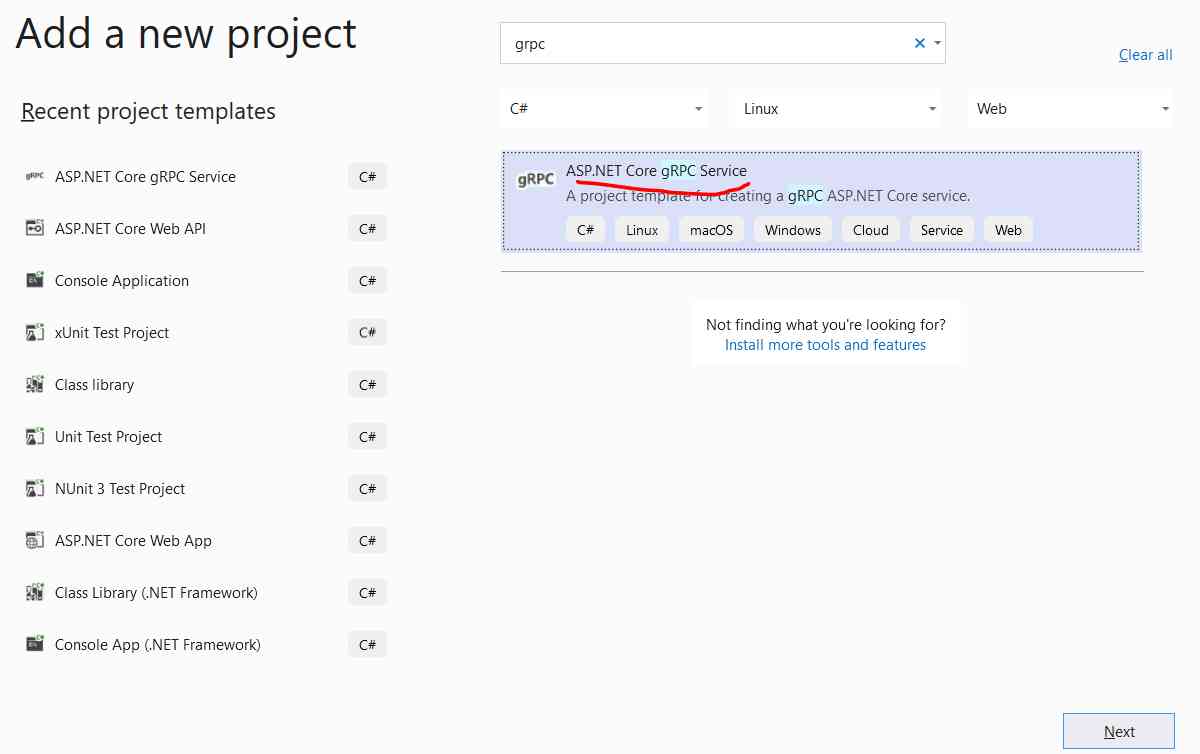 Add a new project
grpc
Clear all
Recent project templates
C#
Linux
Web
gRPC ASP.NET Core gRPC Service C#
ASP.NET Core Web API C#
Console Application C#
xUnit Test Project C#
Class library C#
Unit Test Project C#
NUnit 3 Test Project C#
ASP.NET Core Web App C#
Class Library (.NET Framework) C#
Console App (.NET Framework) C#
gRPC
ASP.NET Core gRPC Service
A project template for creating a gRPC ASP.NET Core service.
C# Linux macOS Windows Cloud Service Web
Not finding what you're looking for?
Install more tools and features
Next